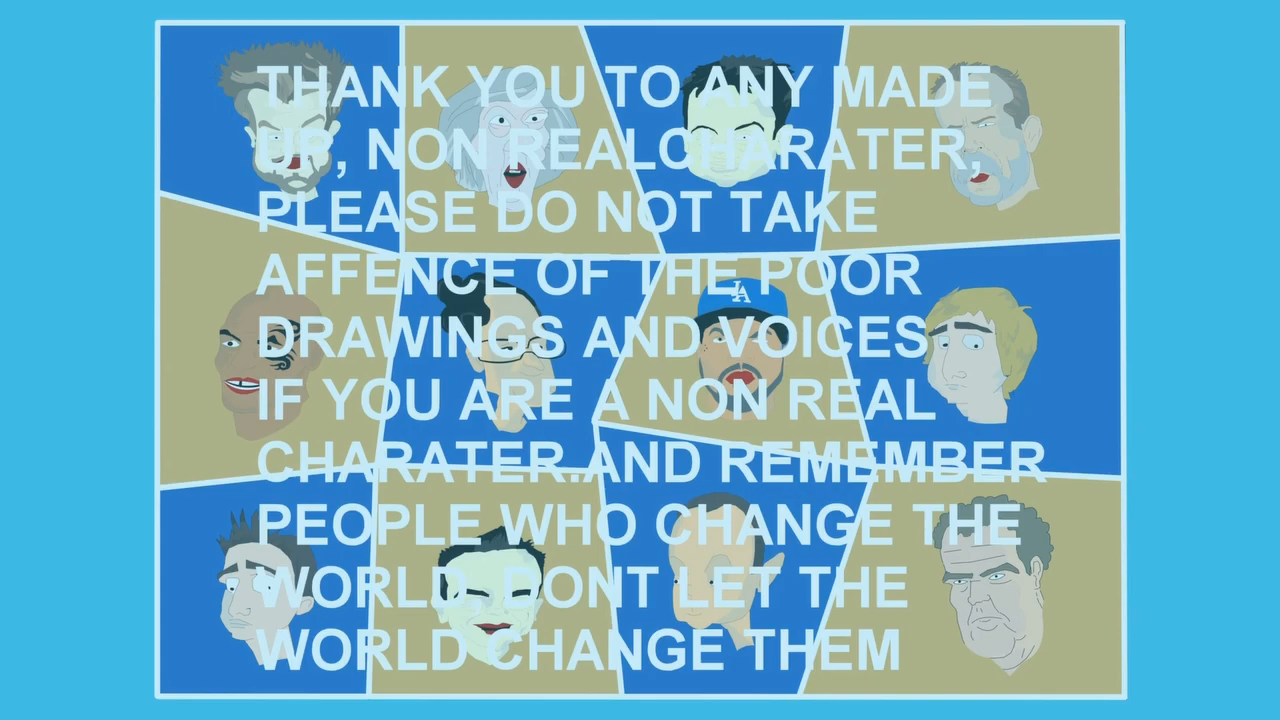 THANK YOU TO ANY MADE
UP, NON REALCHARATER,
PLEASE DO NOT TAKE
AFFENCE OF THE POOR
DRAWINGS AND VOICES
IF YOU ARE A NON REAL
CHARATER.AND REMEMBER
PEOPLE WHO CHANGE THE
WORLD, DONT LET THE
WORLD CHANGE THEM
LA